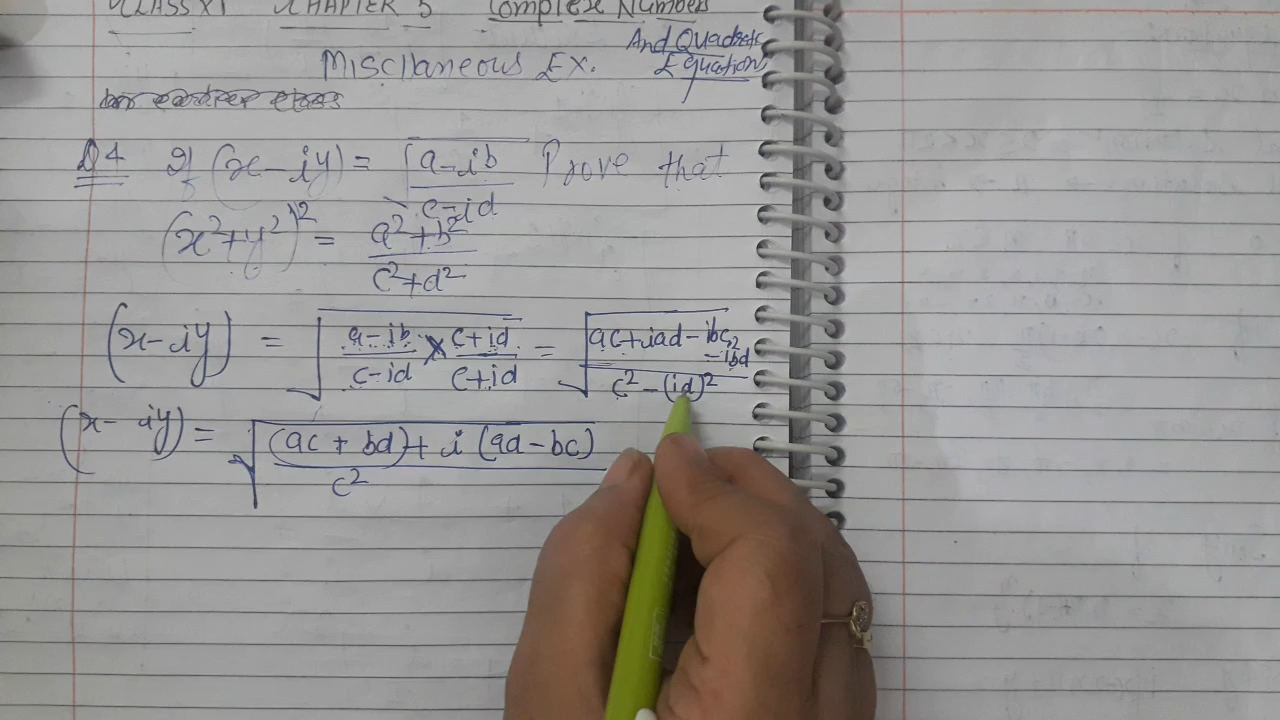 CLASS XI CHAPTER 5 Complex Numbers
And Quadratic
Miscllaneous Ex. Equation
Q4 If (x-iy) = √((a-ib)/(c-id)) Prove that
(x²+y²)² = (a²+b²)/(c²+d²)
(x-iy) = √((a-ib)/(c-id) × (c+id)/(c+id)) = √((ac+iad-ibc-i²bd)/(c²-(id)²))
(x-iy) = √(((ac+bd)+i(ad-bc))/c²)